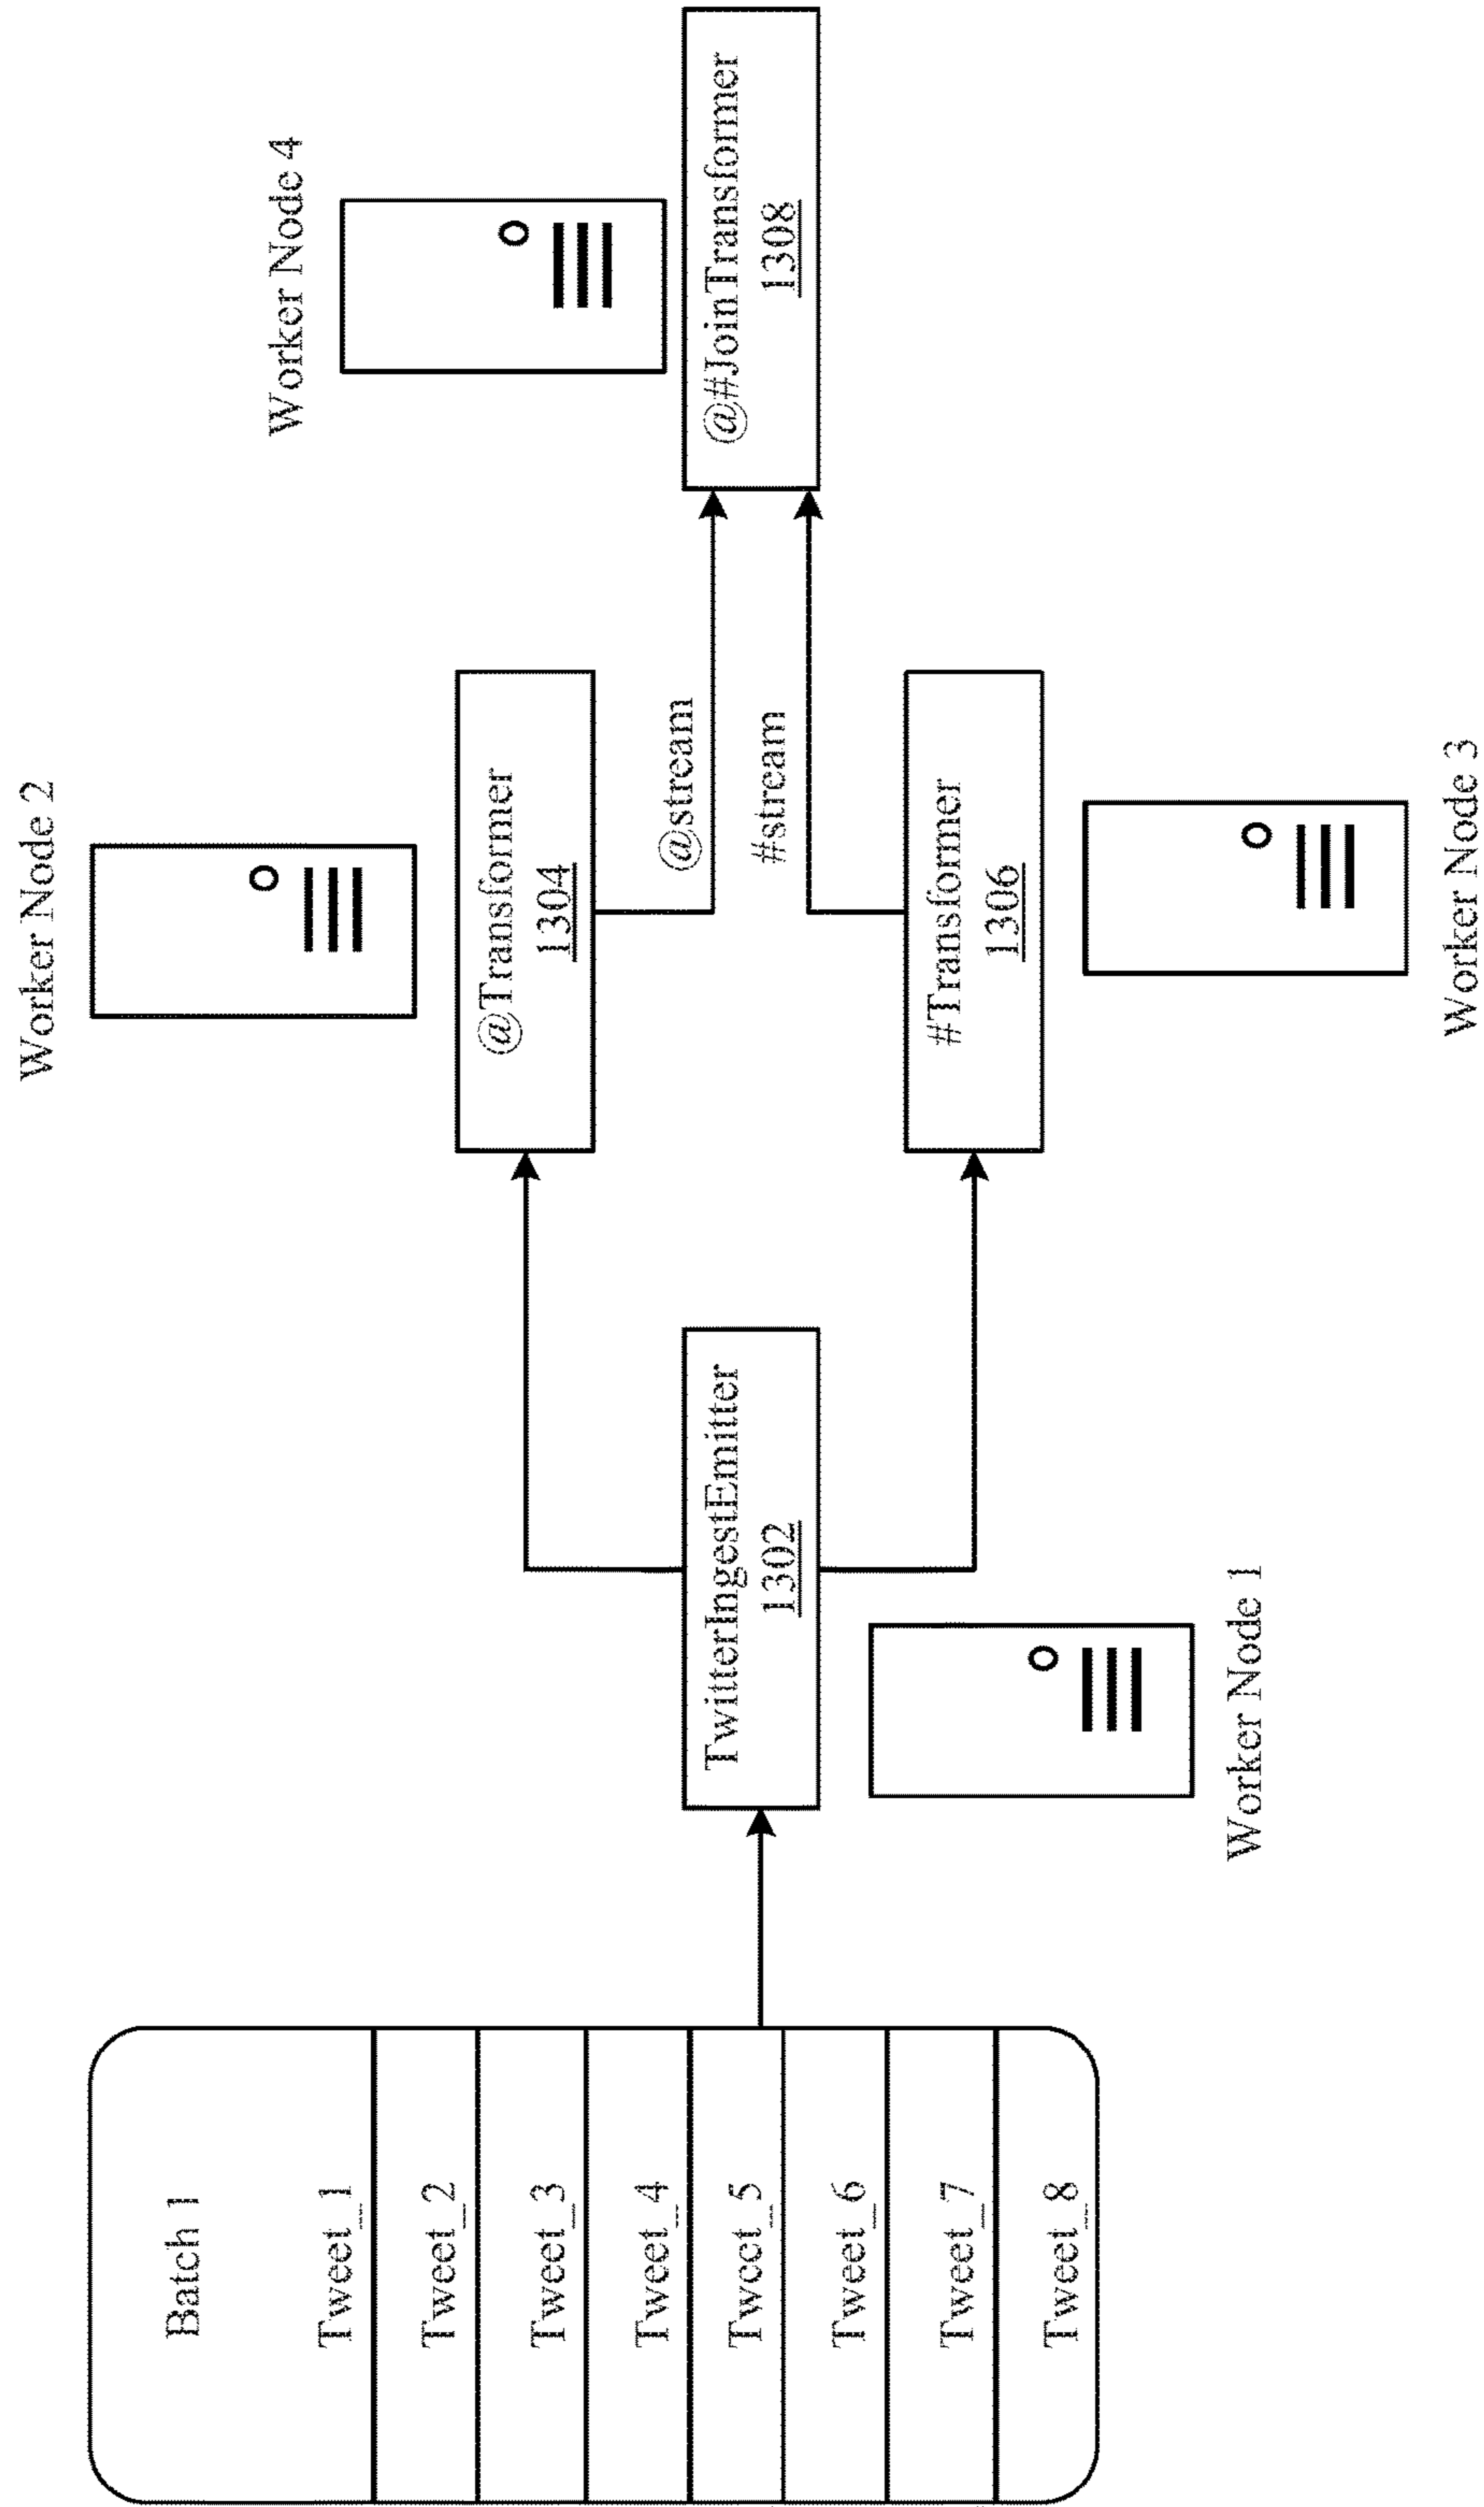 Batch 1
Tweet_1
Tweet_2
Tweet_3
Tweet_4
Tweet_5
Tweet_6
Tweet_7
Tweet_8
TwitterIngestEmitter
1302
Worker Node 1
Worker Node 2
@Transformer
1304
@stream
#stream
#Transformer
1306
Worker Node 3
Worker Node 4
@#JoinTransformer
1308